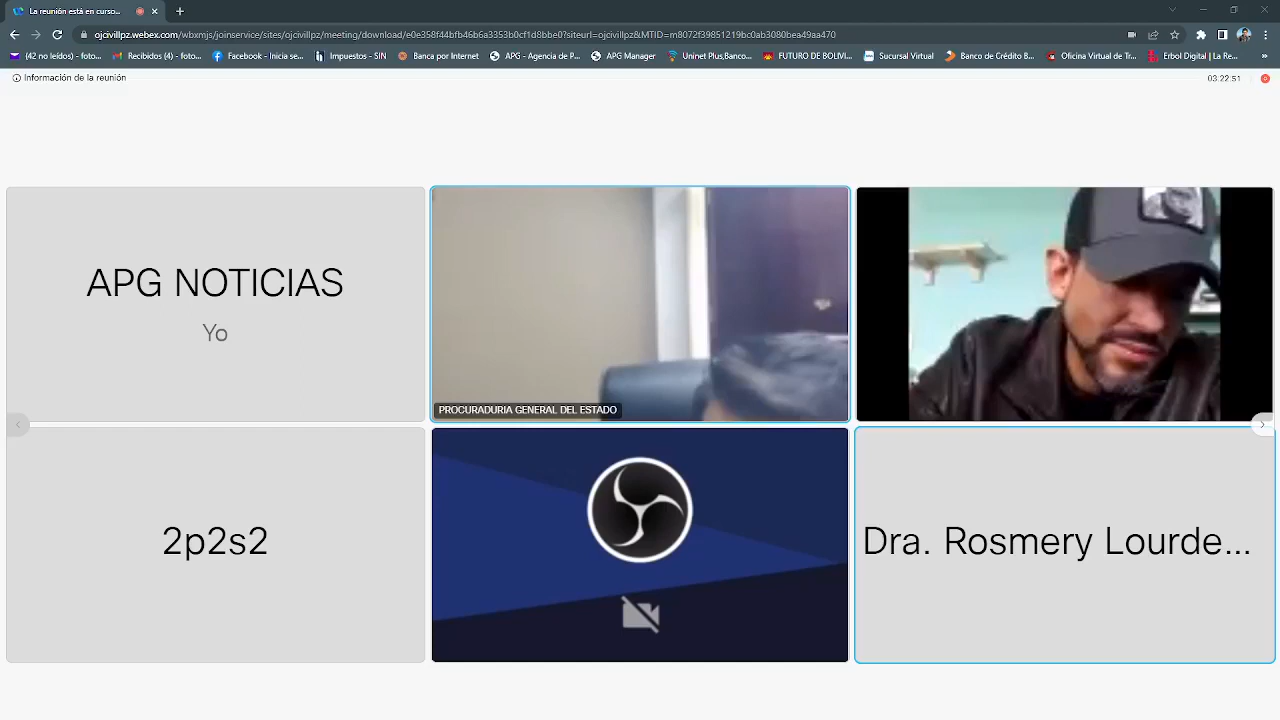 La reunión está en curso...
ojcivillpz.webex.com/wbxmjs/joinservice/sites/ojcivillpz/meeting/download/e0e358f44bfb46b6a3353b0cf1d6bbe0?siteurl=ojcivillpz&MTID=m8072f39851219bc0ab3080bea49aa470
(42 no leídos) - foto...
Recibidos (4) - foto...
Facebook - Inicia se...
Impuestos - SIN
Banca por Internet
APG - Agencia de P...
APG Manager
Uninet Plus,Banco...
FUTURO DE BOLIVI...
Sucursal Virtual
Banco de Crédito B...
Oficina Virtual de Tr...
Erbol Digital | La Re...
Información de la reunión
03:22:51
APG NOTICIAS
Yo
PROCURADURIA GENERAL DEL ESTADO
2p2s2
Dra. Rosmery Lourde...